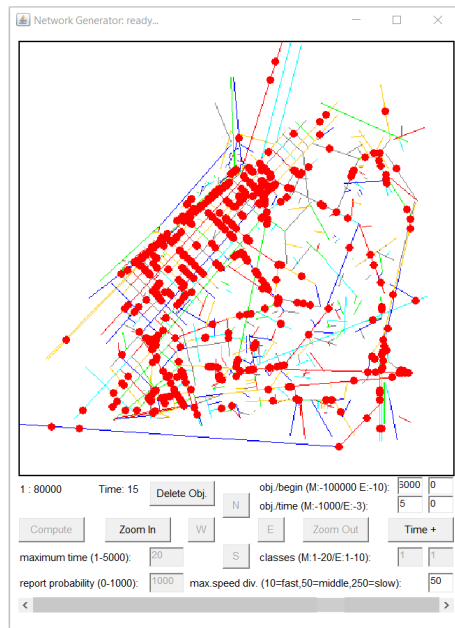 Network Generator: ready...
1 : 80000 Time: 15 Delete Obj. N obj./begin (M:-100000 E:-10): 0
obj./time (M:-1000/E:-3): 5 0
Compute Zoom In W E Zoom Out Time +
maximum time (1-5000): 20 S classes (M:1-20/E:1-10): 1 1
report probability (0-1000): 1000 max.speed div. (10=fast,50=middle,250=slow): 50